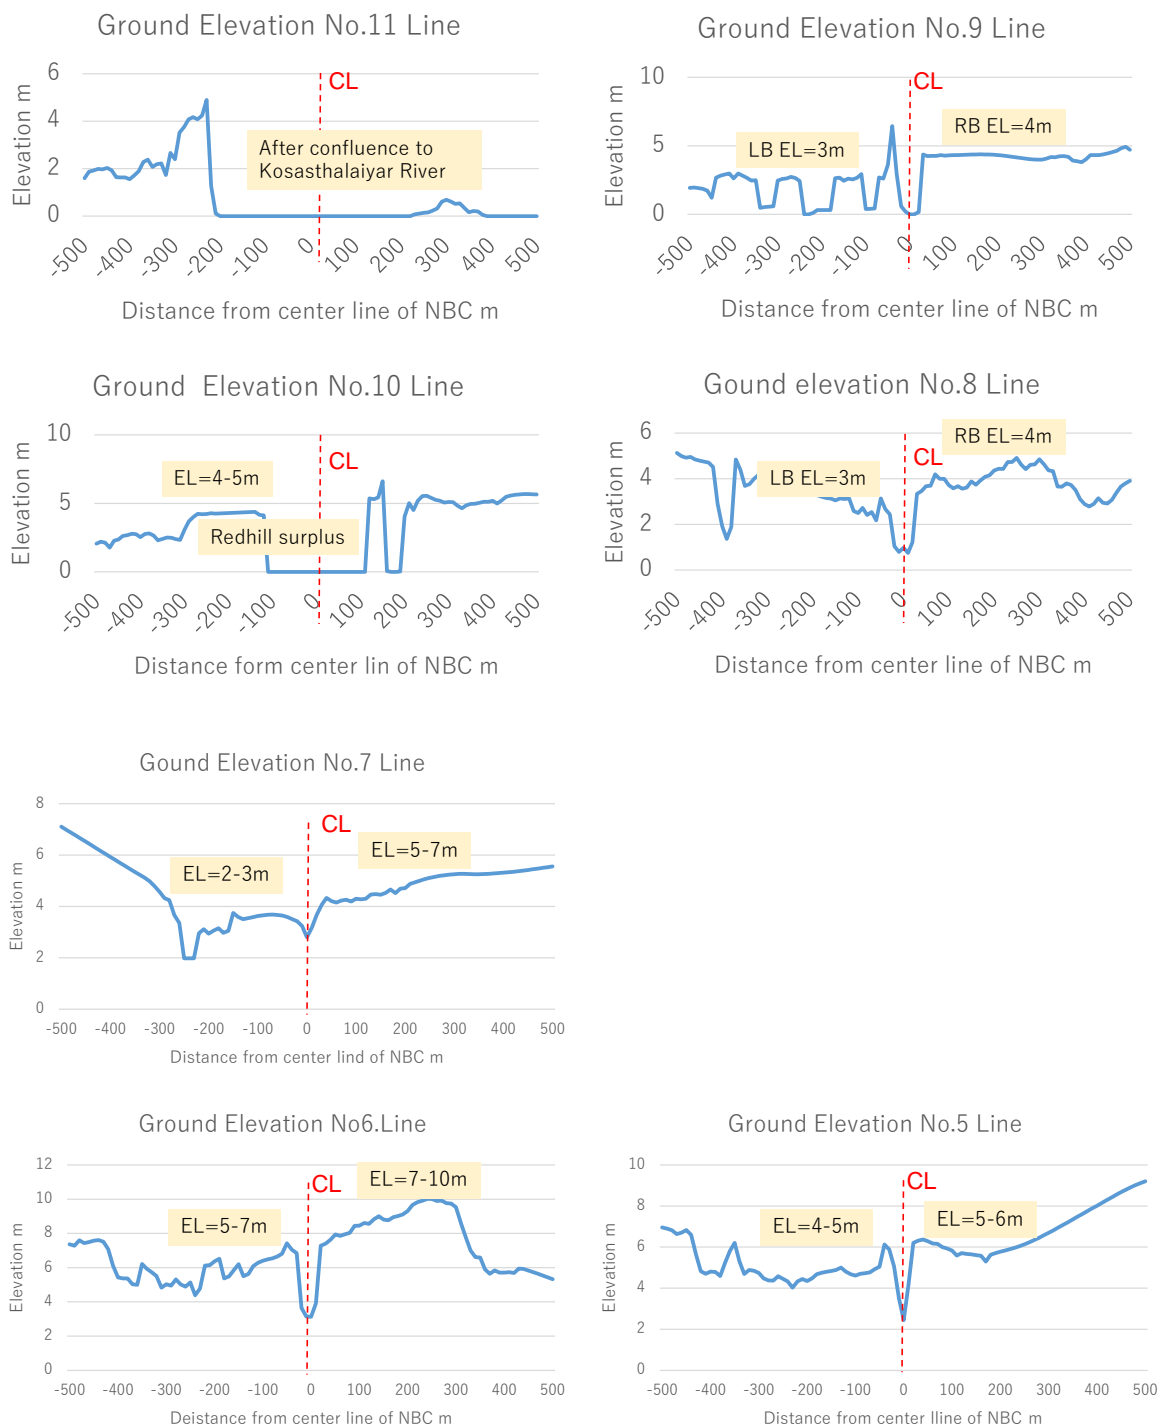 Ground Elevation No.11 Line
6
4
2
0
Elevation m
CL
After confluence to
Kosasthalaiyar River
-500 -400 -300 -200 -100 0 100 200 300 400 500
Distance from center line of NBC m
Ground Elevation No.9 Line
10
5
0
Elevation m
CL
LB EL=3m
RB EL=4m
-500 -400 -300 -200 -100 0 100 200 300 400 500
Distance from center line of NBC m
Ground Elevation No.10 Line
10
5
0
Elevation m
CL
EL=4-5m
Redhill surplus
-500 -400 -300 -200 -100 0 100 200 300 400 500
Distance form center lin of NBC m
Gound elevation No.8 Line
6
4
2
0
Elevation m
RB EL=4m
CL
LB EL=3m
-500 -400 -300 -200 -100 0 100 200 300 400 500
Distance from center line of NBC m
Gound Elevation No.7 Line
8
6
4
2
0
Elevation m
CL
EL=5-7m
EL=2-3m
-500 -400 -300 -200 -100 0 100 200 300 400 500
Distance from center lind of NBC m
Ground Elevation No6.Line
12
10
8
6
4
2
0
Elevation m
EL=7-10m
CL
EL=5-7m
-500 -400 -300 -200 -100 0 100 200 300 400 500
Deistance from center line of NBC m
Ground Elevation No.5 Line
10
8
6
4
2
0
Elevation m
CL
EL=4-5m
EL=5-6m
-500 -400 -300 -200 -100 0 100 200 300 400 500
Distance from center lline of NBC m